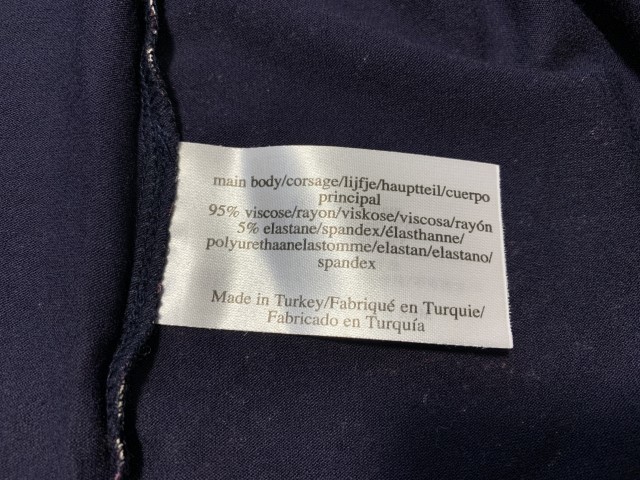 main body/corsage/lijfje/hauptteil/cuerpo
principal
95% viscose/rayon/viskose/viscosa/rayón
5% elastane/spandex/élasthanne/
polyurethaanelastomme/elastan/elastano/
spandex
Made in Turkey/Fabriqué en Turquie/
Fabricado en Turquía